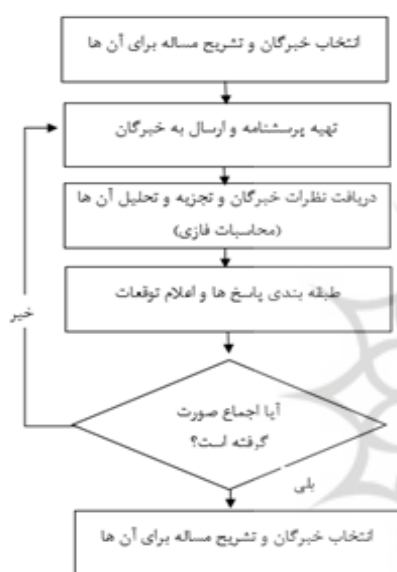 انتخاب خبرگان و تشریح مساله برای آن ها
تهیه پرسشنامه و ارسال به خبرگان
دریافت نظرات خبرگان و تجزیه و تحلیل آن ها
(محاسبات فازی)
طبقه بندی پاسخ ها و اعلام توقعات
خیر
آیا اجماع صورت
گرفته است؟
بلی
انتخاب خبرگان و تشریح مساله برای آن ها